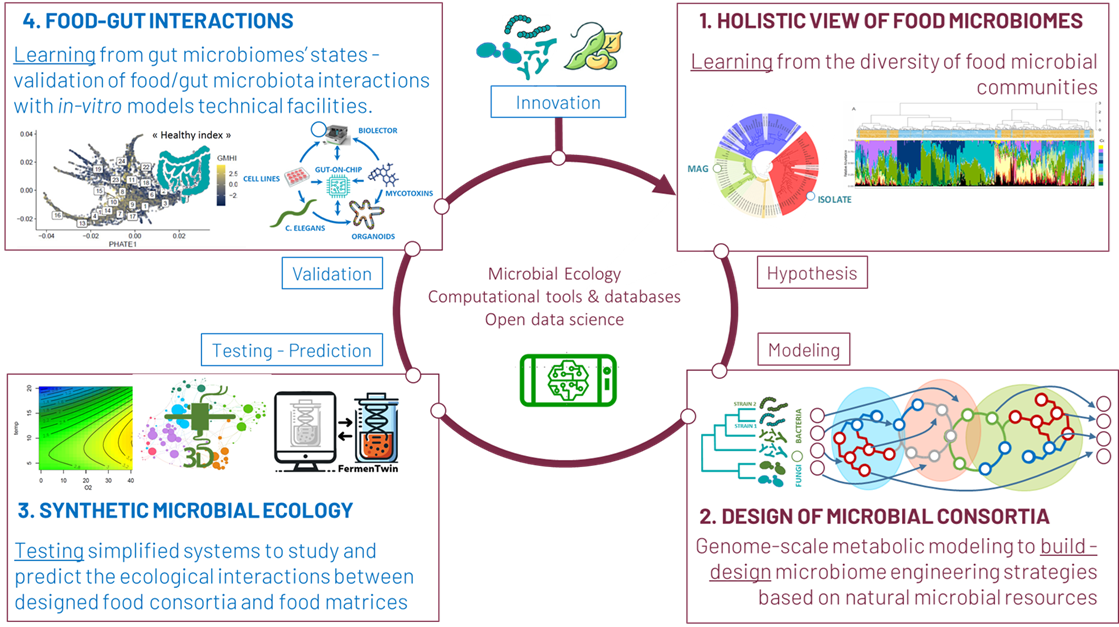 4. FOOD-GUT INTERACTIONS
Learning from gut microbiomes' states -
validation of food/gut microbiota interactions
with in-vitro models technical facilities.
« Healthy index »
0.04
0.02
0.00
−0.02
−0.04
−0.02
0.00
0.02
PHATE1
GMHI
2.5
0.0
−2.5
BIOLECTOR
CELL LINES
GUT-ON-CHIP
MYCOTOXINS
C. ELEGANS
ORGANOIDS
Innovation
1. HOLISTIC VIEW OF FOOD MICROBIOMES
Learning from the diversity of food microbial
communities
MAG
ISOLATE
A
Validation
Hypothesis
Microbial Ecology
Computational tools & databases
Open data science
Testing - Prediction
Modeling
temp
20
15
10
5
0
10
20
30
40
O2
3D
FermenTwin
3. SYNTHETIC MICROBIAL ECOLOGY
Testing simplified systems to study and
predict the ecological interactions between
designed food consortia and food matrices
STRAIN 2
STRAIN 1
BACTERIA
FUNGI
2. DESIGN OF MICROBIAL CONSORTIA
Genome-scale metabolic modeling to build -
design microbiome engineering strategies
based on natural microbial resources